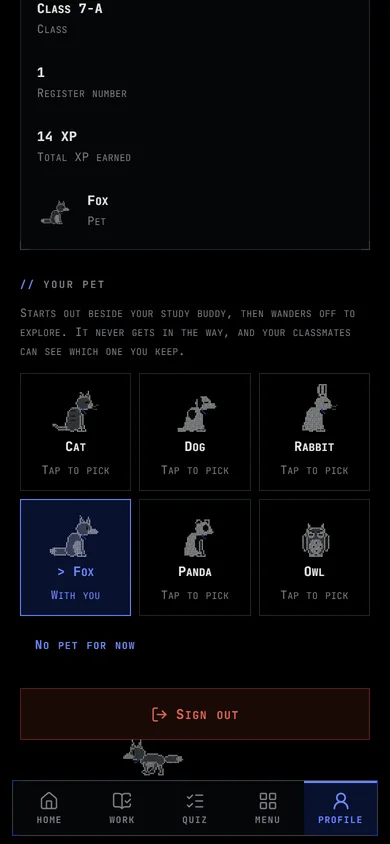 Class 7-A
Class
1
Register number
14 XP
Total XP earned
Fox
Pet
// YOUR PET
Starts out beside your study buddy, then wanders off to
explore. It never gets in the way, and your classmates
can see which one you keep.
Cat
Tap to pick
Dog
Tap to pick
Rabbit
Tap to pick
> Fox
With you
Panda
Tap to pick
Owl
Tap to pick
No pet for now
Sign out
HOME
WORK
QUIZ
MENU
PROFILE